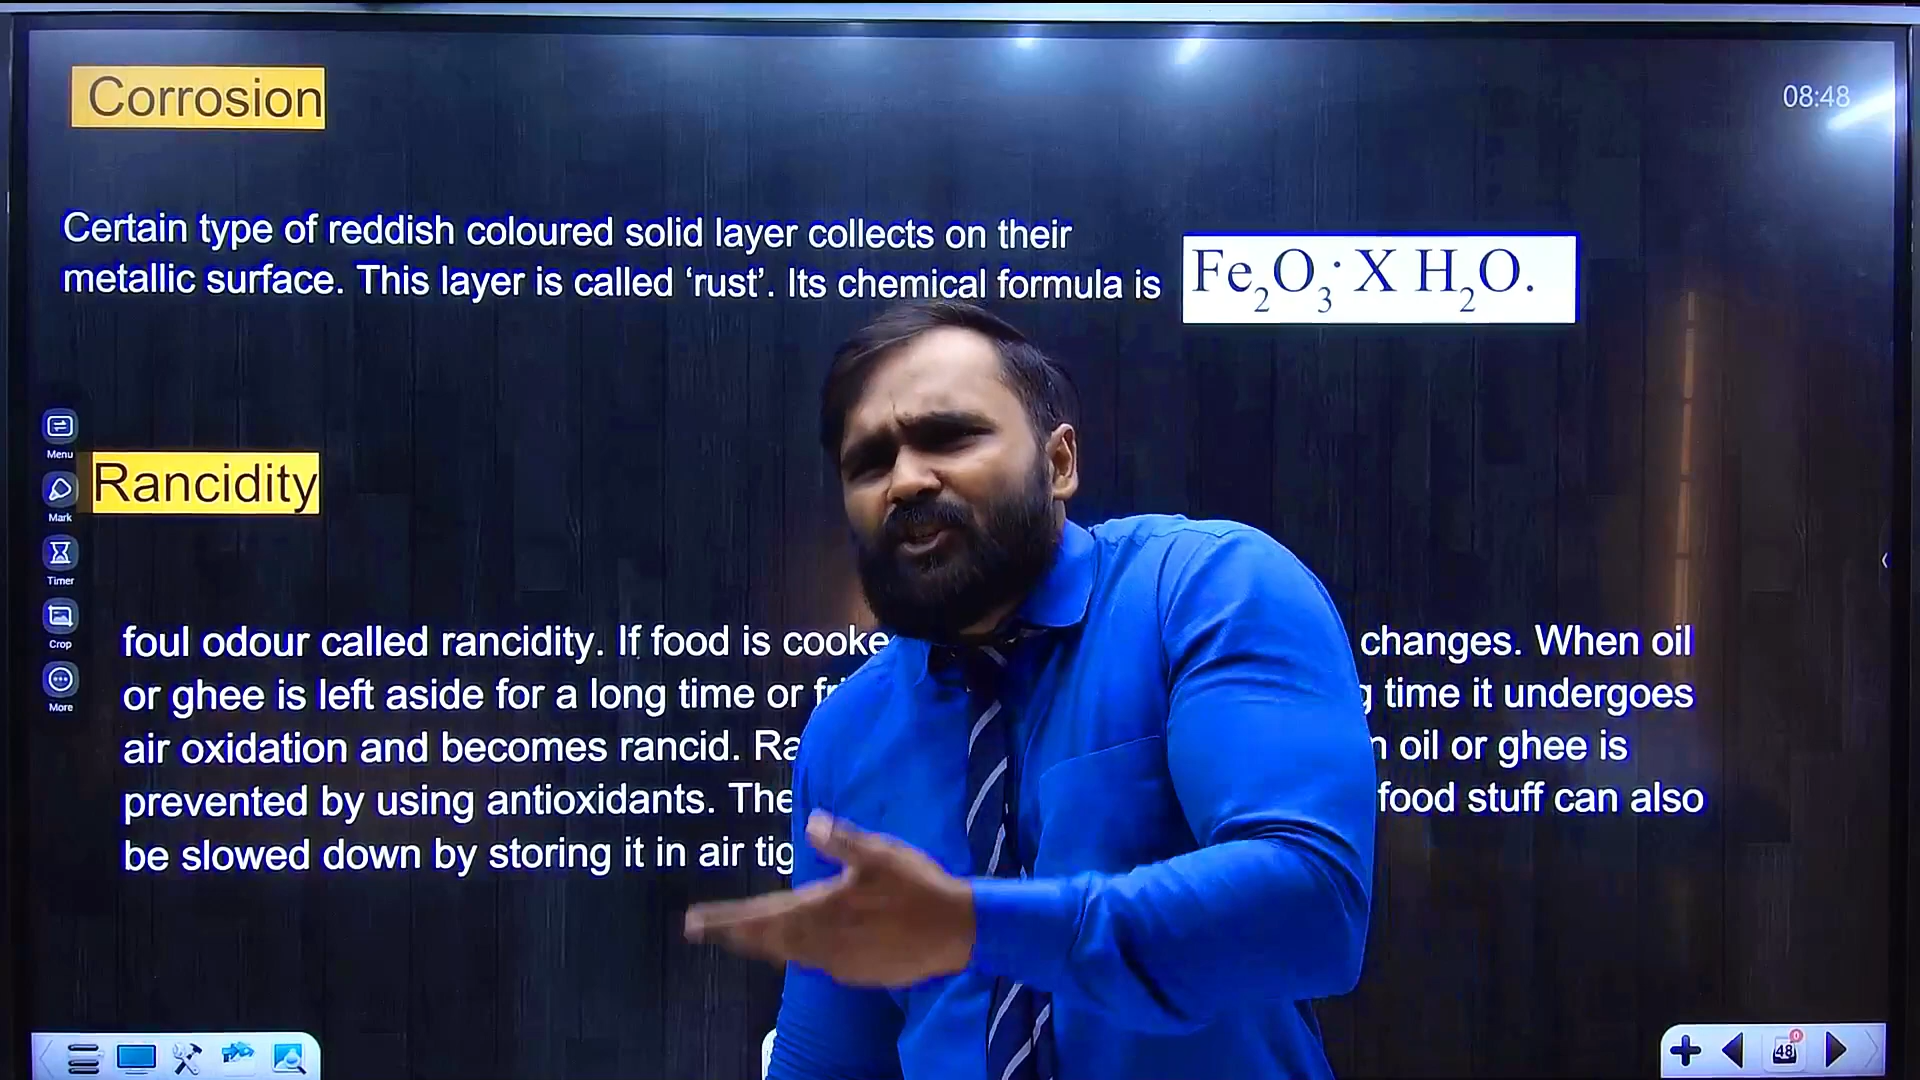 Corrosion
08:48
Certain type of reddish coloured solid layer collects on their
metallic surface. This layer is called ‘rust’. Its chemical formula is
Fe₂O₃· X H₂O.
Menu
Rancidity
Mark
Timer
Crop
More
foul odour called rancidity. If food is changes. When oil
or ghee is left aside for a long time or time it undergoes
air oxidation and becomes rancid. oil or ghee is
prevented by using antioxidants. food stuff can also
be slowed down by storing it in air
48
0